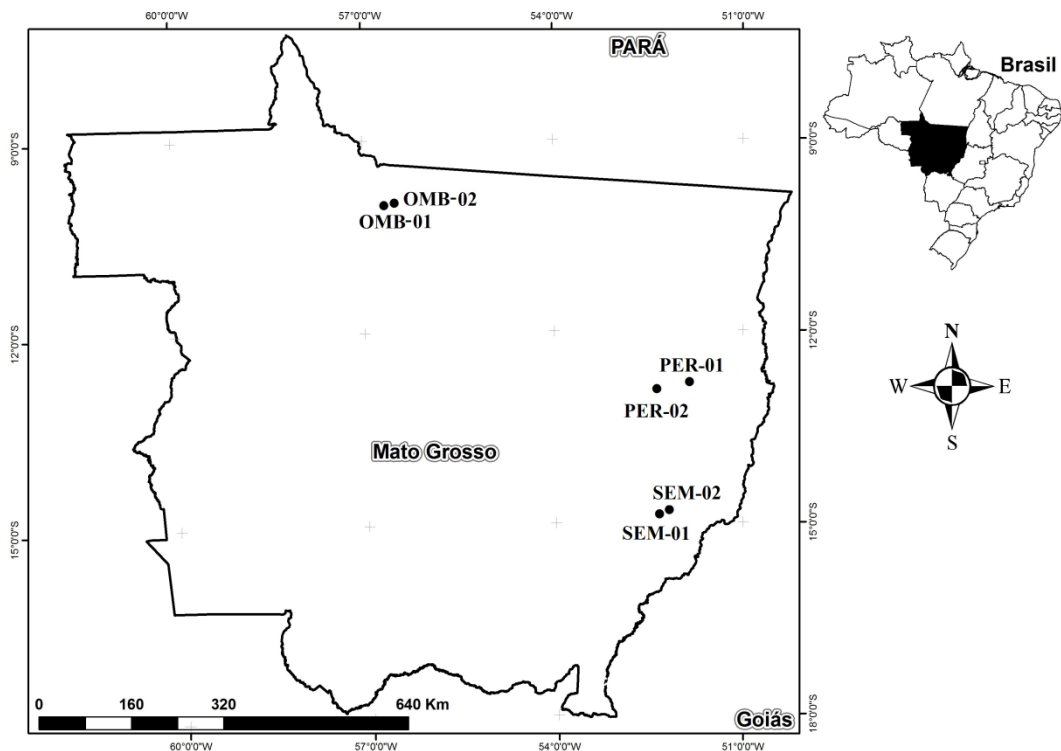 60°0'0"W 57°0'0"W 54°0'0"W 51°0'0"W
PARÁ
Brasil
9°0'0"S 9°0'0"S
OMB-02
OMB-01
N
12°0'0"S 12°0'0"S
PER-01
W E
PER-02
S
Mato Grosso
SEM-02
SEM-01
15°0'0"S 15°0'0"S
0 160 320 640 Km
Goiás
18°0'0"S
60°0'0"W 57°0'0"W 54°0'0"W 51°0'0"W